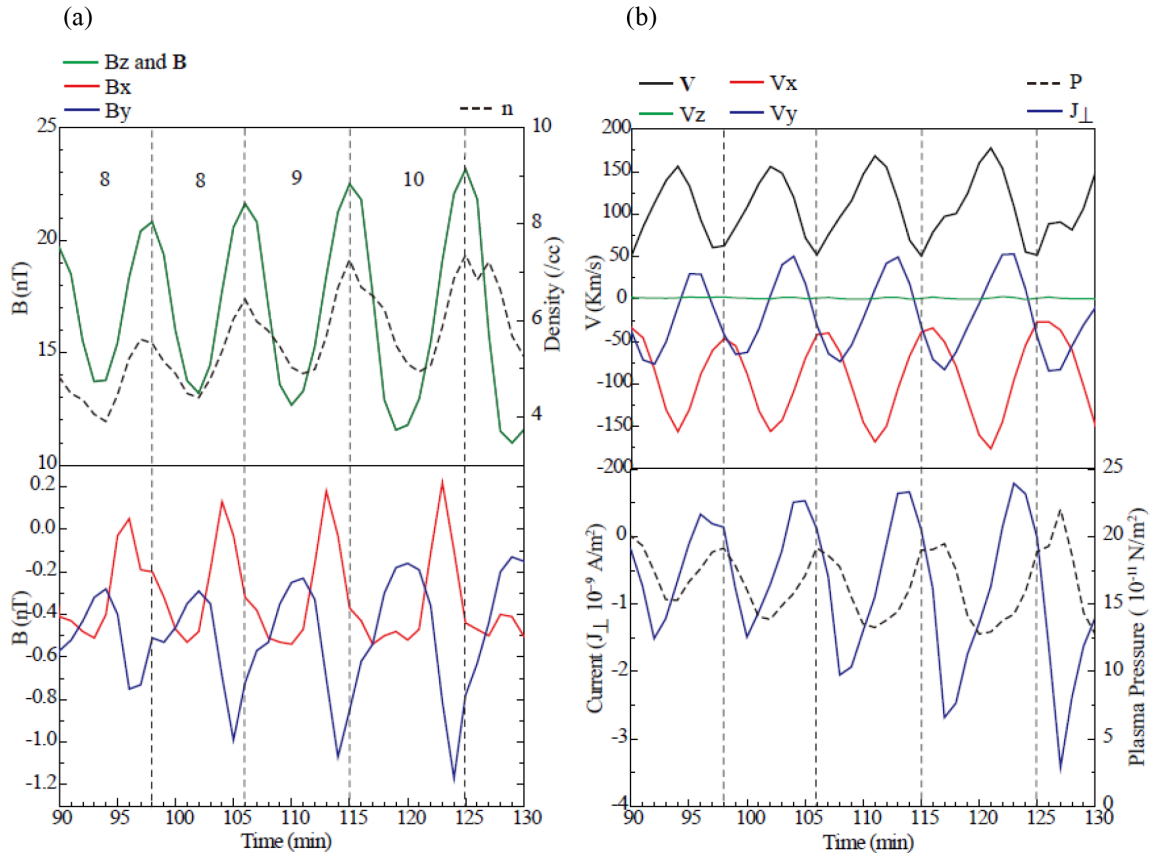 (a)
(b)
Bz and B
Bx
By
n
V
Vx
P
Vz
Vy
J⊥
25
20
15
10
B (nT)
8
8
9
10
10
8
6
4
Density (/cc)
0.2
0.0
-0.2
-0.4
-0.6
-0.8
-1.0
-1.2
B (nT)
90 95 100 105 110 115 120 125 130
Time (min)
200
150
100
50
0
-50
-100
-150
-200
V (Km/s)
0
-1
-2
-3
-4
Current (J⊥ 10⁻⁹ A/m²)
25
20
15
10
5
0
Plasma Pressure ( 10⁻¹¹ N/m²)
90 95 100 105 110 115 120 125 130
Time (min)